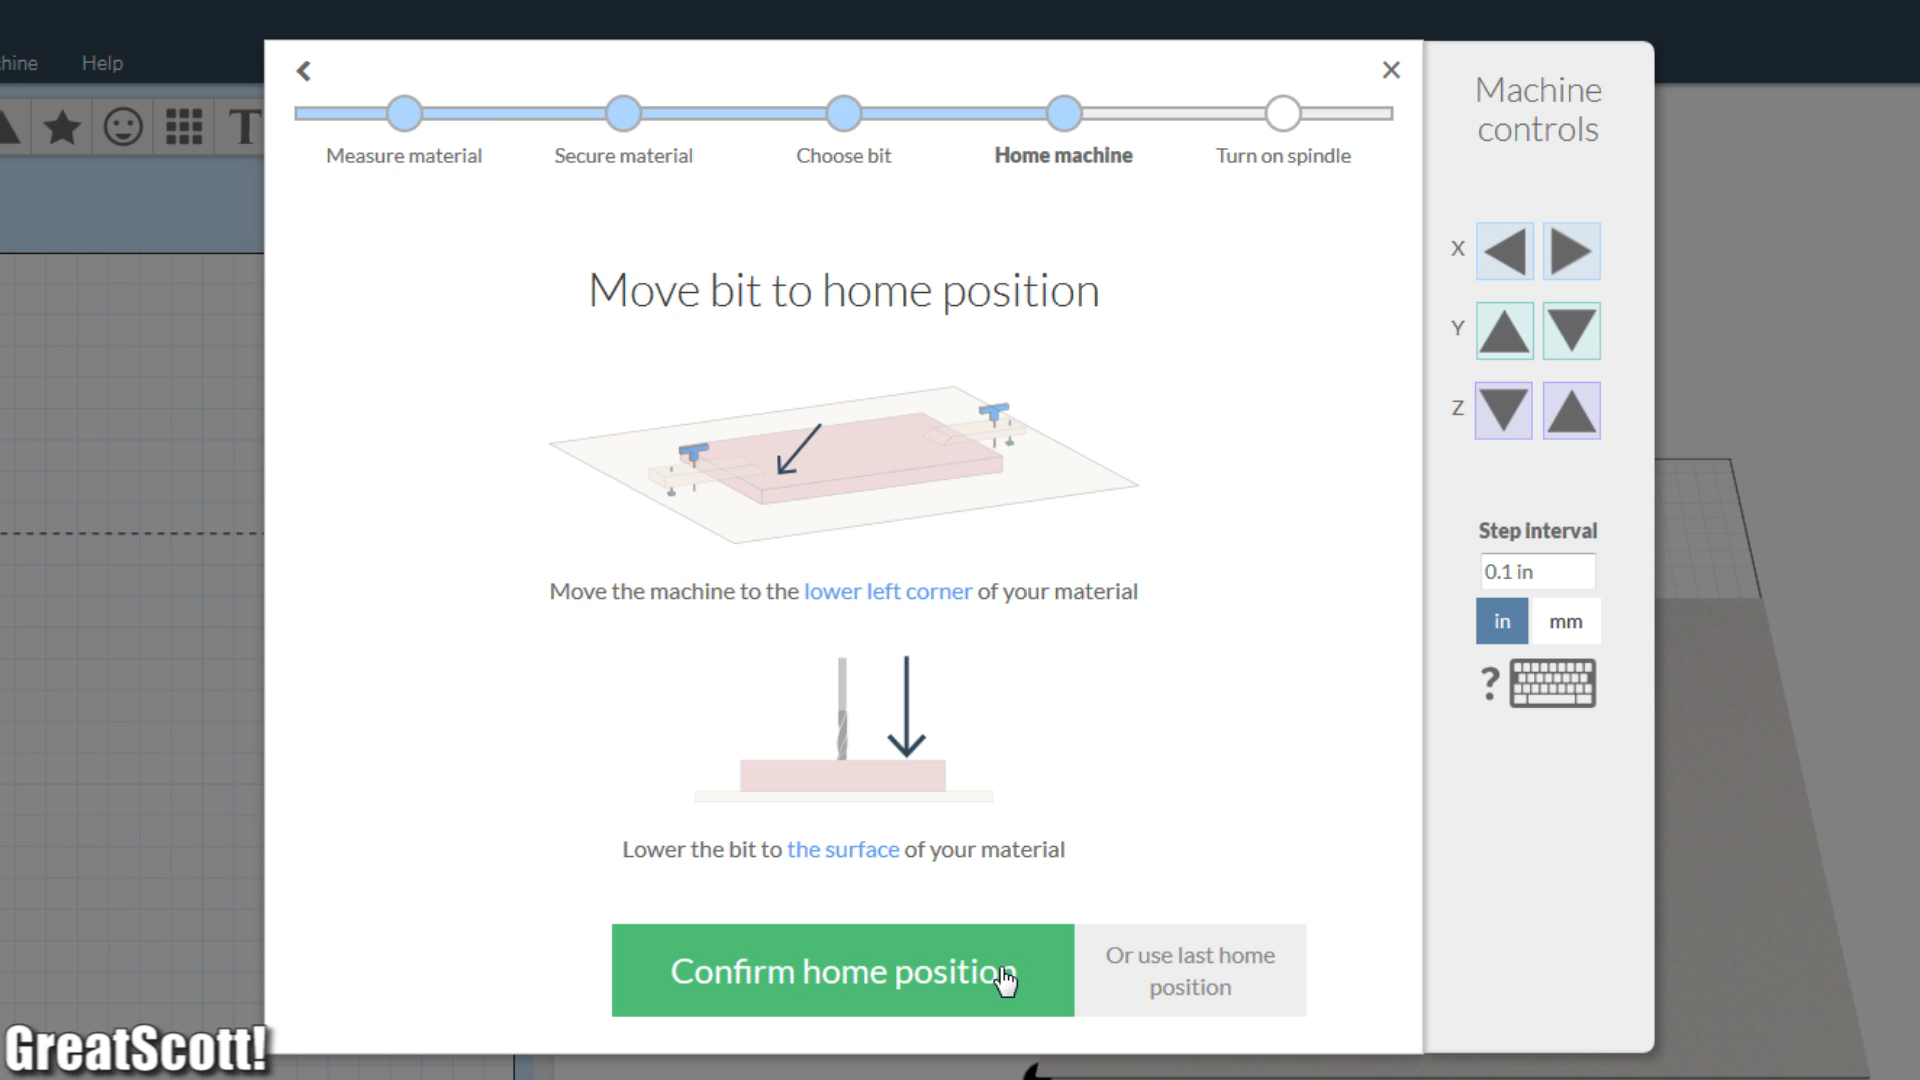 hine
Help
T
Measure material
Secure material
Choose bit
Home machine
Turn on spindle
Move bit to home position
Move the machine to the lower left corner of your material
Lower the bit to the surface of your material
Confirm home position
Or use last home
position
Machine
controls
X
Y
Z
Step interval
0.1 in
in
mm
?
GreatScott!